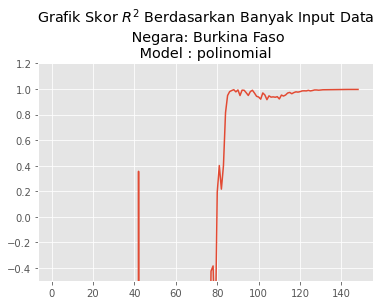 Grafik Skor R² Berdasarkan Banyak Input Data
Negara: Burkina Faso
Model : polinomial
1.2
1.0
0.8
0.6
0.4
0.2
0.0
−0.2
−0.4
0 20 40 60 80 100 120 140